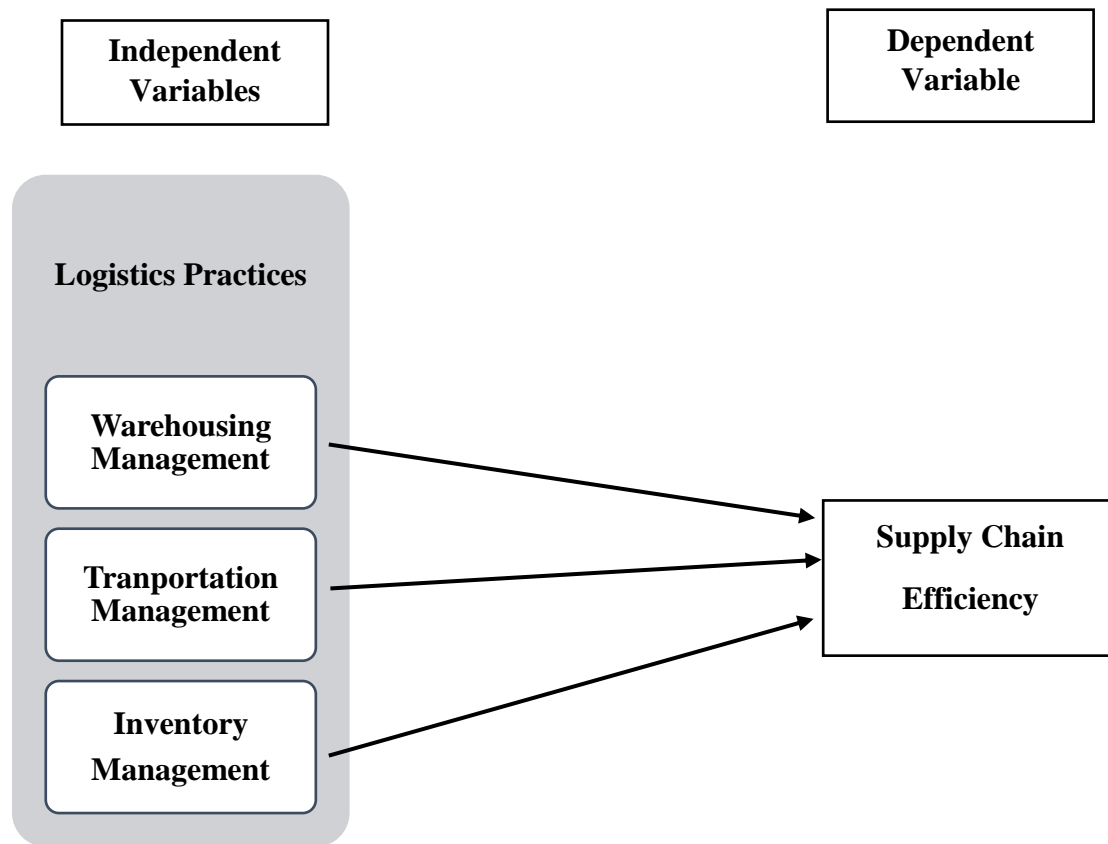 Independent
Variables
Dependent
Variable
Logistics Practices
Warehousing
Management
Tranportation
Management
Inventory
Management
Supply Chain
Efficiency